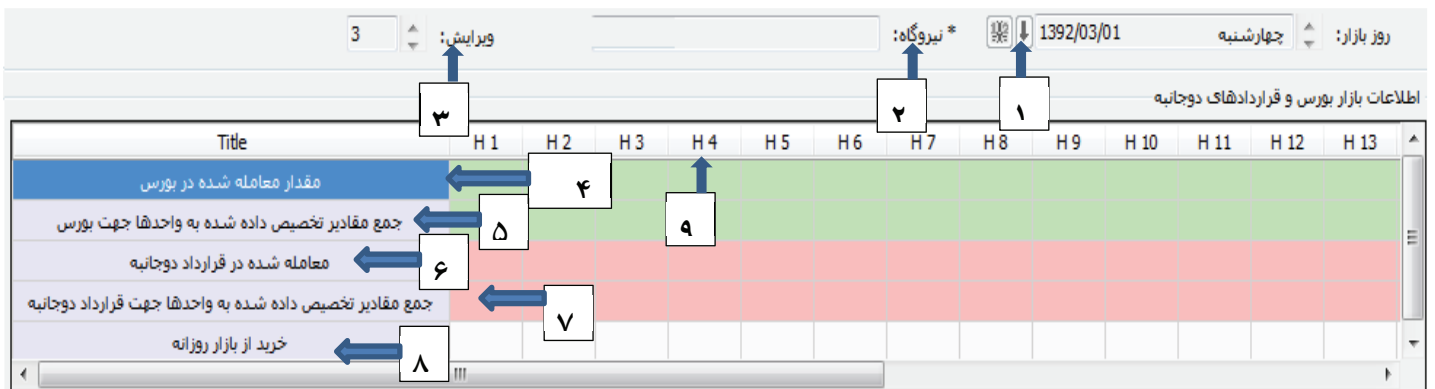 روز بازار: چهارشنبه 1392/03/01 * نیروگاه: ویرایش: 3
۱
۲
۳
اطلاعات بازار بورس و قراردادهای دوجانبه
Title H 1 H 2 H 3 H 4 H 5 H 6 H 7 H 8 H 9 H 10 H 11 H 12 H 13
مقدار معامله شده در بورس
۴
جمع مقادیر تخصیص داده شده به واحدها جهت بورس
۵
۹
معامله شده در قرارداد دوجانبه
۶
جمع مقادیر تخصیص داده شده به واحدها جهت قرارداد دوجانبه
۷
خرید از بازار روزانه
۸